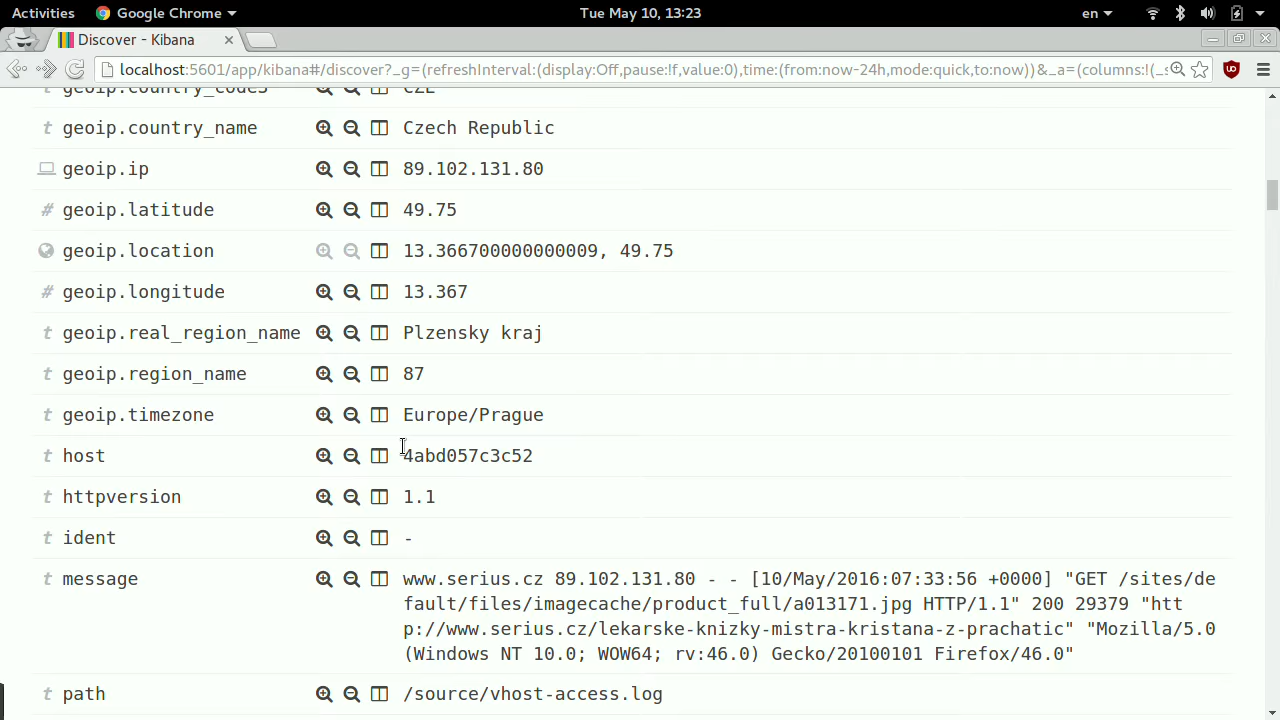 Activities Google Chrome Tue May 10, 13:23 en
Discover - Kibana
localhost:5601/app/kibana#/discover?_g=(refreshInterval:(display:Off,pause:!f,value:0),time:(from:now-24h,mode:quick,to:now))&_a=(columns:!(_s
geoip.country_code3 CZE
t geoip.country_name Czech Republic
geoip.ip 89.102.131.80
# geoip.latitude 49.75
geoip.location 13.366700000000009, 49.75
# geoip.longitude 13.367
t geoip.real_region_name Plzensky kraj
t geoip.region_name 87
t geoip.timezone Europe/Prague
t host 4abd057c3c52
t httpversion 1.1
t ident -
t message www.serius.cz 89.102.131.80 - - [10/May/2016:07:33:56 +0000] "GET /sites/de
fault/files/imagecache/product_full/a013171.jpg HTTP/1.1" 200 29379 "htt
p://www.serius.cz/lekarske-knizky-mistra-kristana-z-prachatic" "Mozilla/5.0
(Windows NT 10.0; WOW64; rv:46.0) Gecko/20100101 Firefox/46.0"
t path /source/vhost-access.log